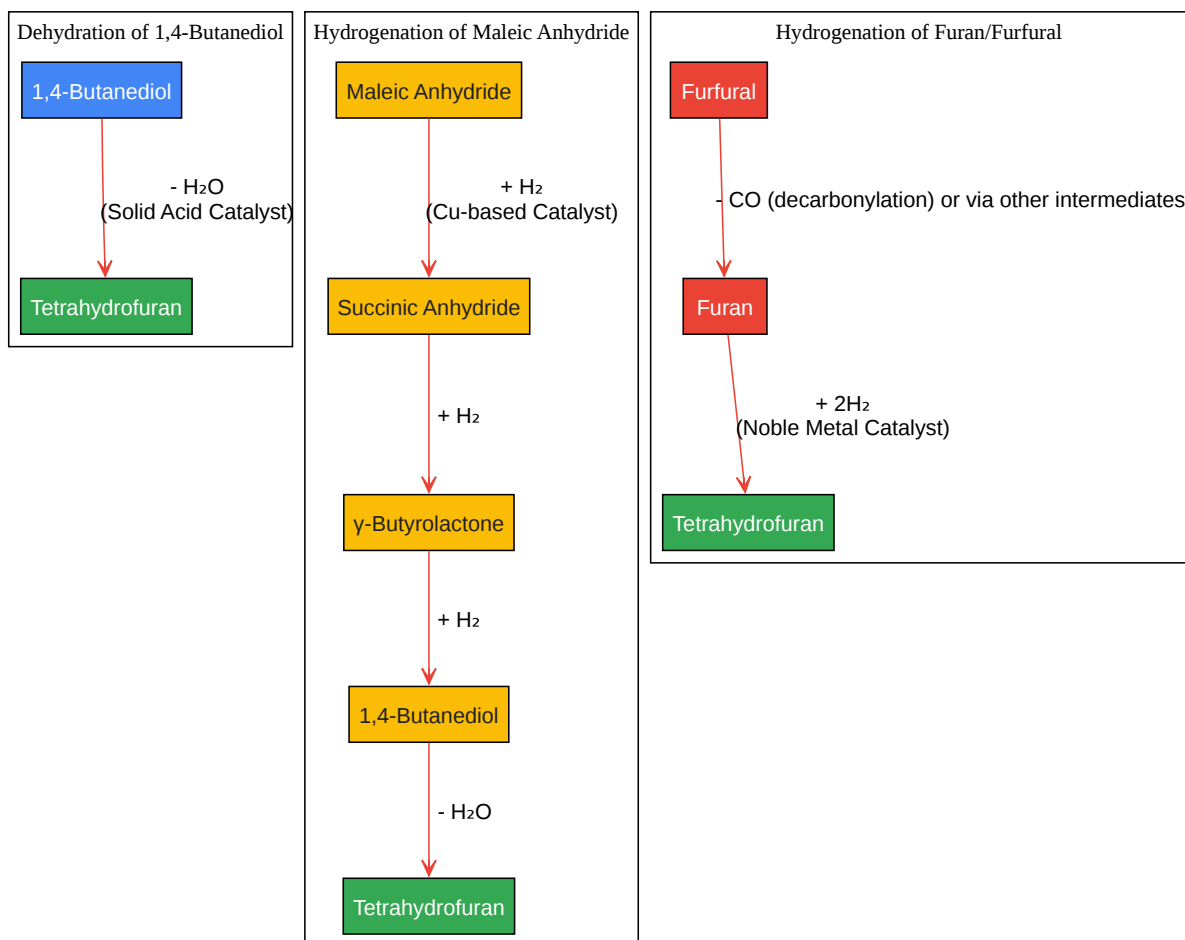 Dehydration of 1,4-Butanediol
1,4-Butanediol
- H₂O
(Solid Acid Catalyst)
Tetrahydrofuran
Hydrogenation of Maleic Anhydride
Maleic Anhydride
+ H₂
(Cu-based Catalyst)
Succinic Anhydride
+ H₂
γ-Butyrolactone
+ H₂
1,4-Butanediol
- H₂O
Tetrahydrofuran
Hydrogenation of Furan/Furfural
Furfural
- CO (decarbonylation) or via other intermediates
Furan
+ 2H₂
(Noble Metal Catalyst)
Tetrahydrofuran